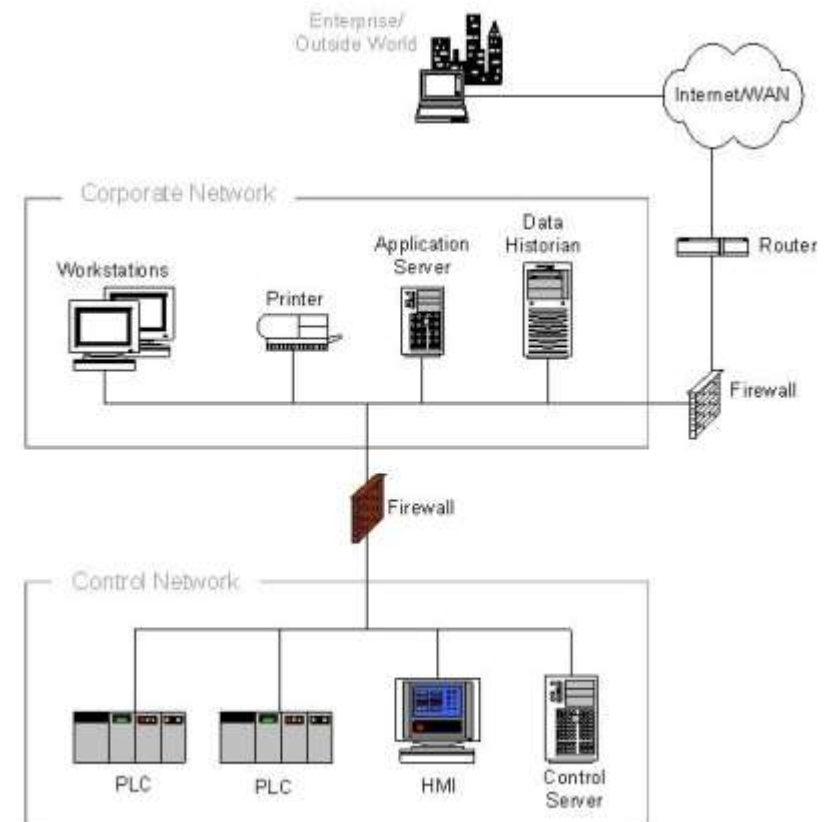 Enterprise/
Outside World
Internet/WAN
Corporate Network
Workstations
Printer
Application
Server
Data
Historian
Router
Firewall
Firewall
Control Network
PLC
PLC
HMI
Control
Server